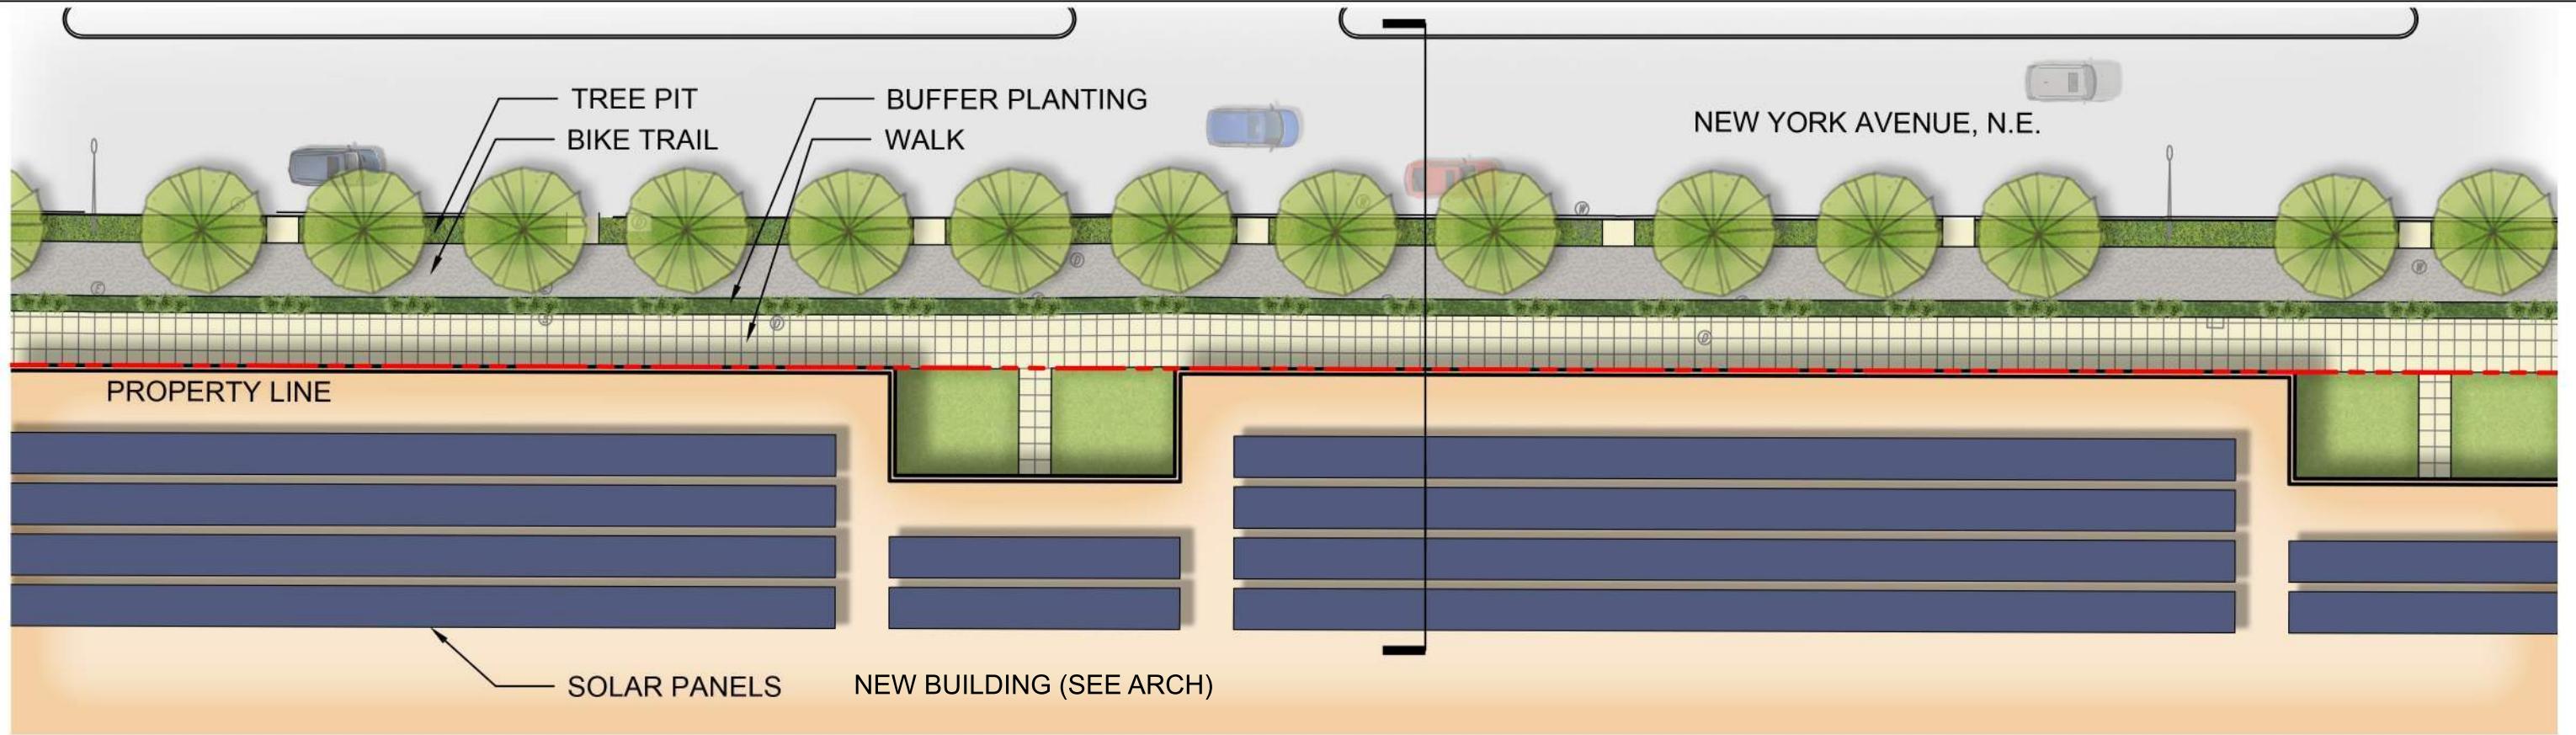 TREE PIT
BIKE TRAIL
BUFFER PLANTING
WALK
NEW YORK AVENUE, N.E.
PROPERTY LINE
SOLAR PANELS
NEW BUILDING (SEE ARCH)